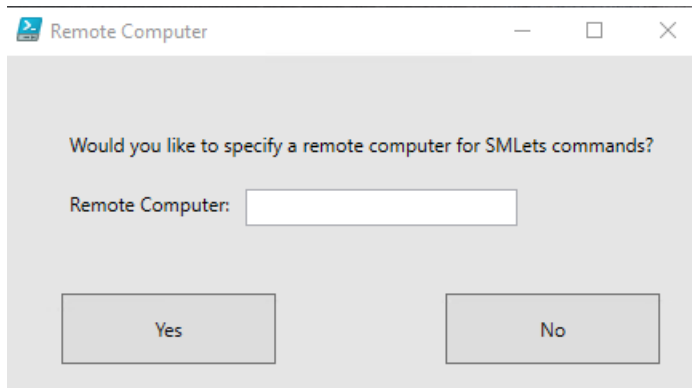 Remote Computer
Would you like to specify a remote computer for SMLets commands?
Remote Computer:
Yes
No